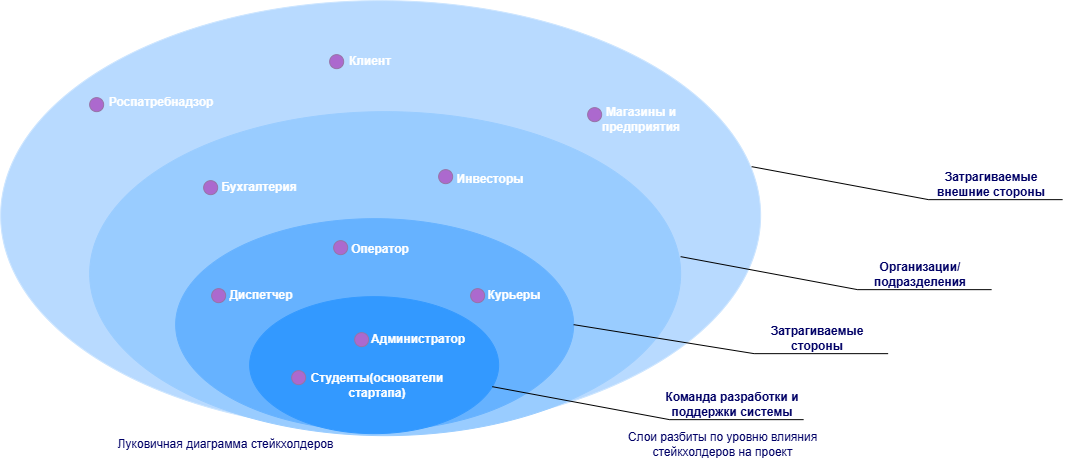 Клиент
Роспатребнадзор
Магазины и
предприятия
Затрагиваемые
внешние стороны
Бухгалтерия
Инвесторы
Оператор
Организации/
подразделения
Диспетчер
Курьеры
Затрагиваемые
стороны
Администратор
Студенты(основатели
стартапа)
Команда разработки и
поддержки системы
Луковичная диаграмма стейкхолдеров
Слои разбиты по уровню влияния
стейкхолдеров на проект